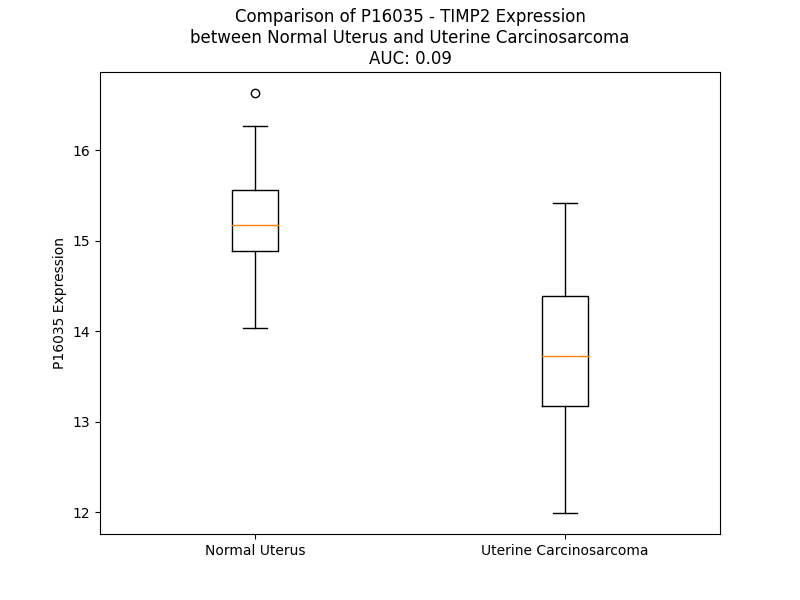 Comparison of P16035 - TIMP2 Expression
between Normal Uterus and Uterine Carcinosarcoma
AUC: 0.09
P16035 Expression
16
15
14
13
12
Normal Uterus
Uterine Carcinosarcoma